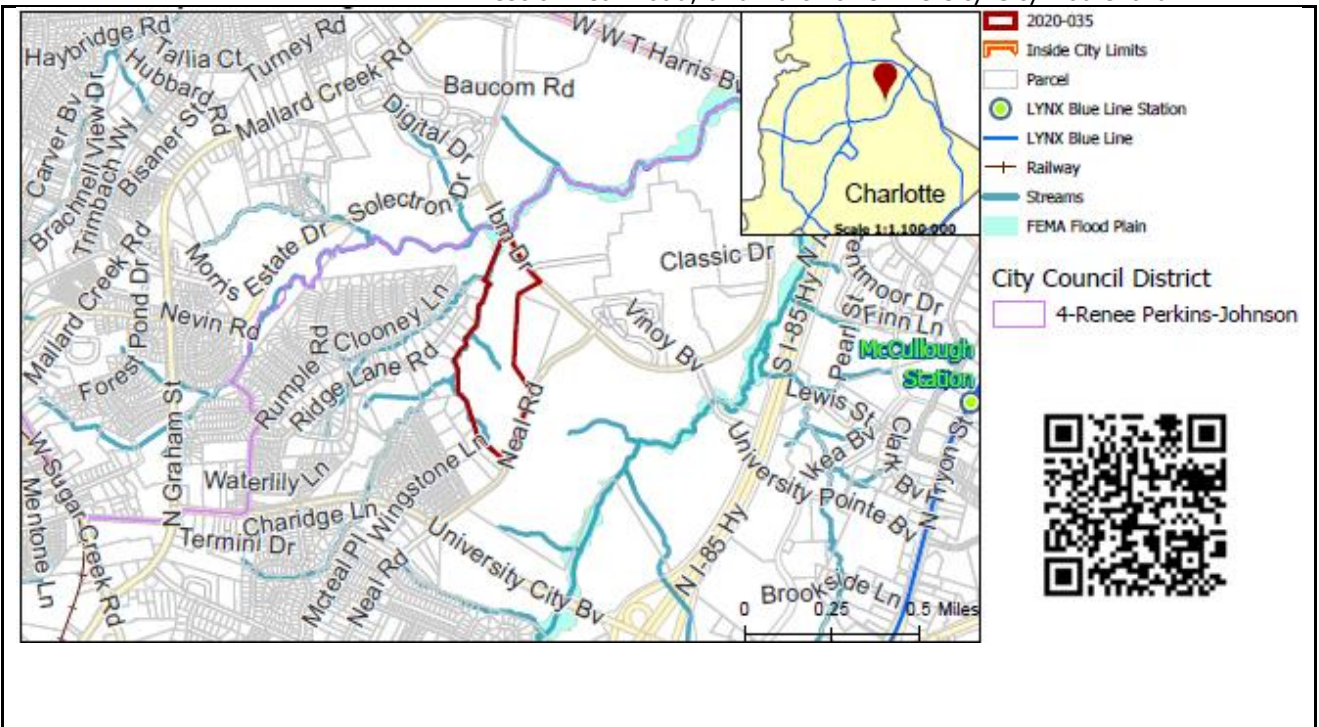 Haybridge Rd
Tallia Ct
Turney Rd
Hubbard Rd
Mallard Creek Rd
Baucom Rd
W W T Harris Bv
Digital Dr
Carver Bv
Brachnell View Dr
Trimbach Wy
Bisaner St
Solectron Dr
Ibm Dr
Morris Estate Dr
Classic Dr
Mallard Creek Rd
Forest Pond Dr
Nevin Rd
Clooney Ln
Rumple Rd
Ridge Lane Rd
Vinoy Bv
Neal Rd
S I-85 Hy
Pearl St
Finn Ln
McCullough
Station
Lewis St
Clark Bv
Ikea Bv
N Tryon St
University Pointe Bv
N Graham St
W Sugar Creek Rd
Mentone Ln
Waterlily Ln
Wingstone Ln
Charidge Ln
Termini Dr
Mcteal Pl
Neal Rd
University City Bv
N I-85 Hy
Brookside Ln
0 0.25 0.5 Miles
Charlotte
Scale 1:1,100,000
2020-035
Inside City Limits
Parcel
LYNX Blue Line Station
LYNX Blue Line
Railway
Streams
FEMA Flood Plain
City Council District
4-Renee Perkins-Johnson